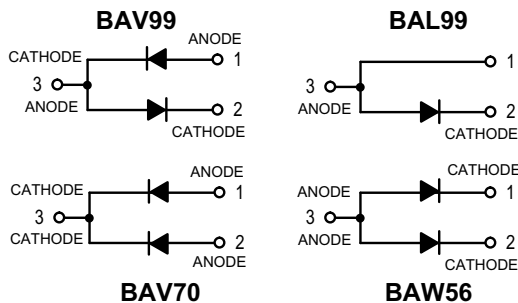 BAV99
BAL99
ANODE
CATHODE
1
3
ANODE
2
CATHODE
1
3
ANODE
2
CATHODE
ANODE
CATHODE
1
3
CATHODE
2
ANODE
CATHODE
ANODE
1
3
ANODE
2
CATHODE
BAV70
BAW56